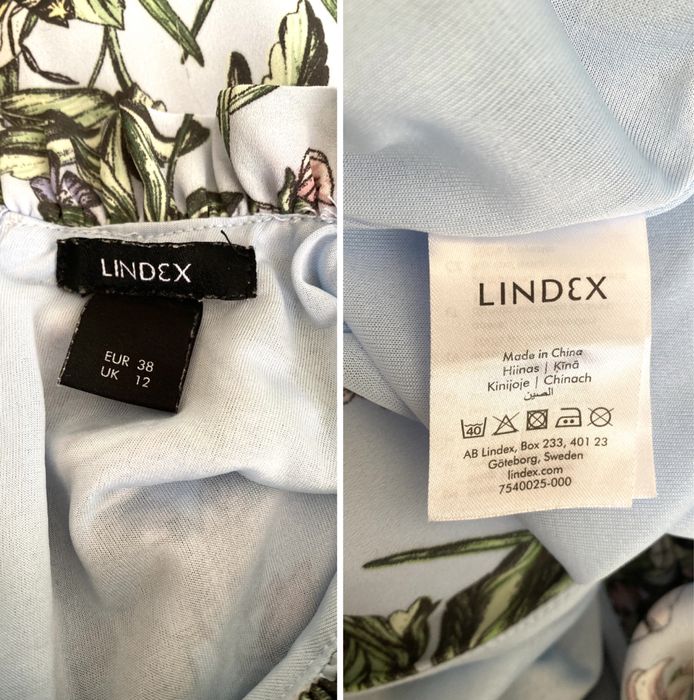 LINDEX
EUR 38
UK 12
LINDEX
Made in China
Hiinas | Ķīnā
Kinijoje | Chinach
الصين
40
AB Lindex, Box 233, 401 23
Göteborg, Sweden
lindex.com
7540025-000